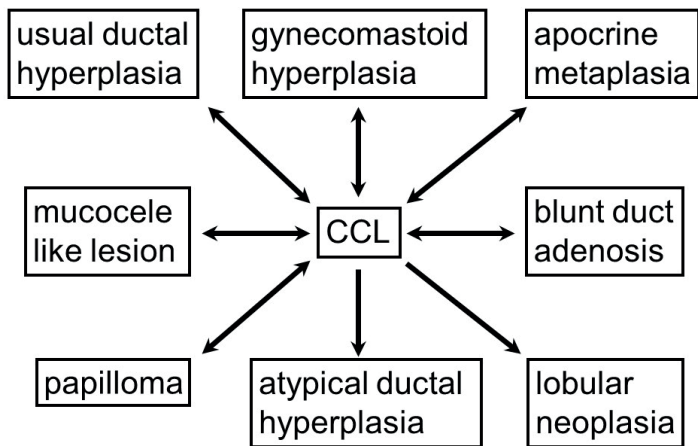 usual ductal
hyperplasia
gynecomastoid
hyperplasia
apocrine
metaplasia
mucocele
like lesion
CCL
blunt duct
adenosis
papilloma
atypical ductal
hyperplasia
lobular
neoplasia